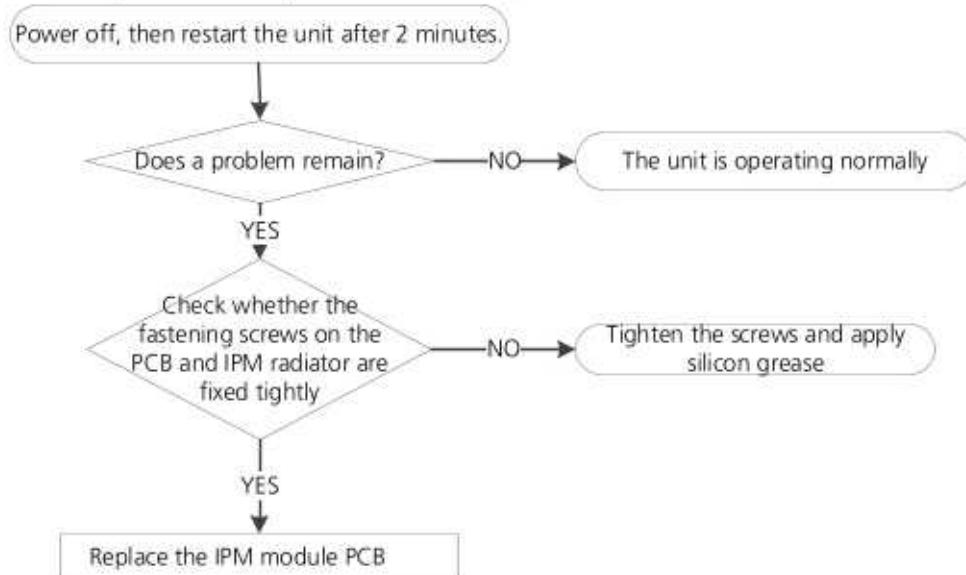 Power off, then restart the unit after 2 minutes.
Does a problem remain?
NO
The unit is operating normally
YES
Check whether the
fastening screws on the
PCB and IPM radiator are
fixed tightly
NO
Tighten the screws and apply
silicon grease
YES
Replace the IPM module PCB